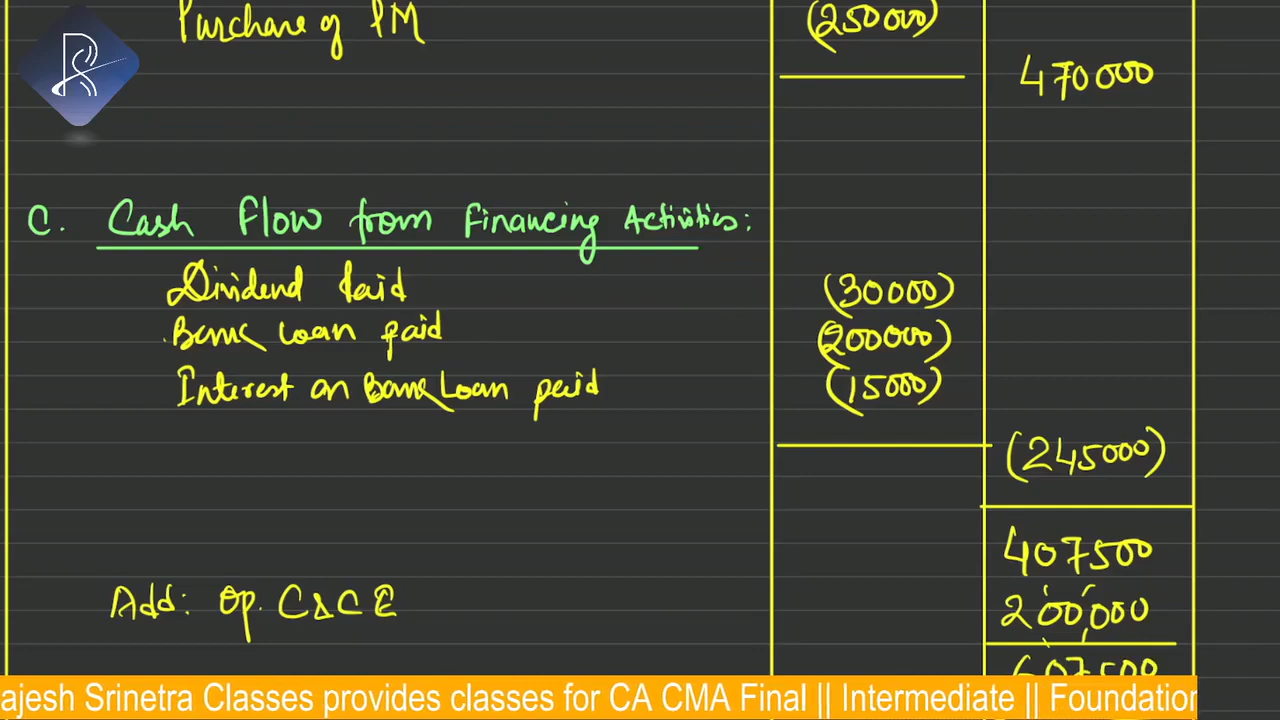 Purchase of PM (250000)
470000
C. Cash Flow from Financing Activities:
Dividend Paid (30000)
Bank Loan paid (200000)
Interest on Bank Loan paid (15000)
(245000)
407500
Add: Op. C&CE 200,000
607500
ajesh Srinetra Classes provides classes for CA CMA Final || Intermediate || Foundation